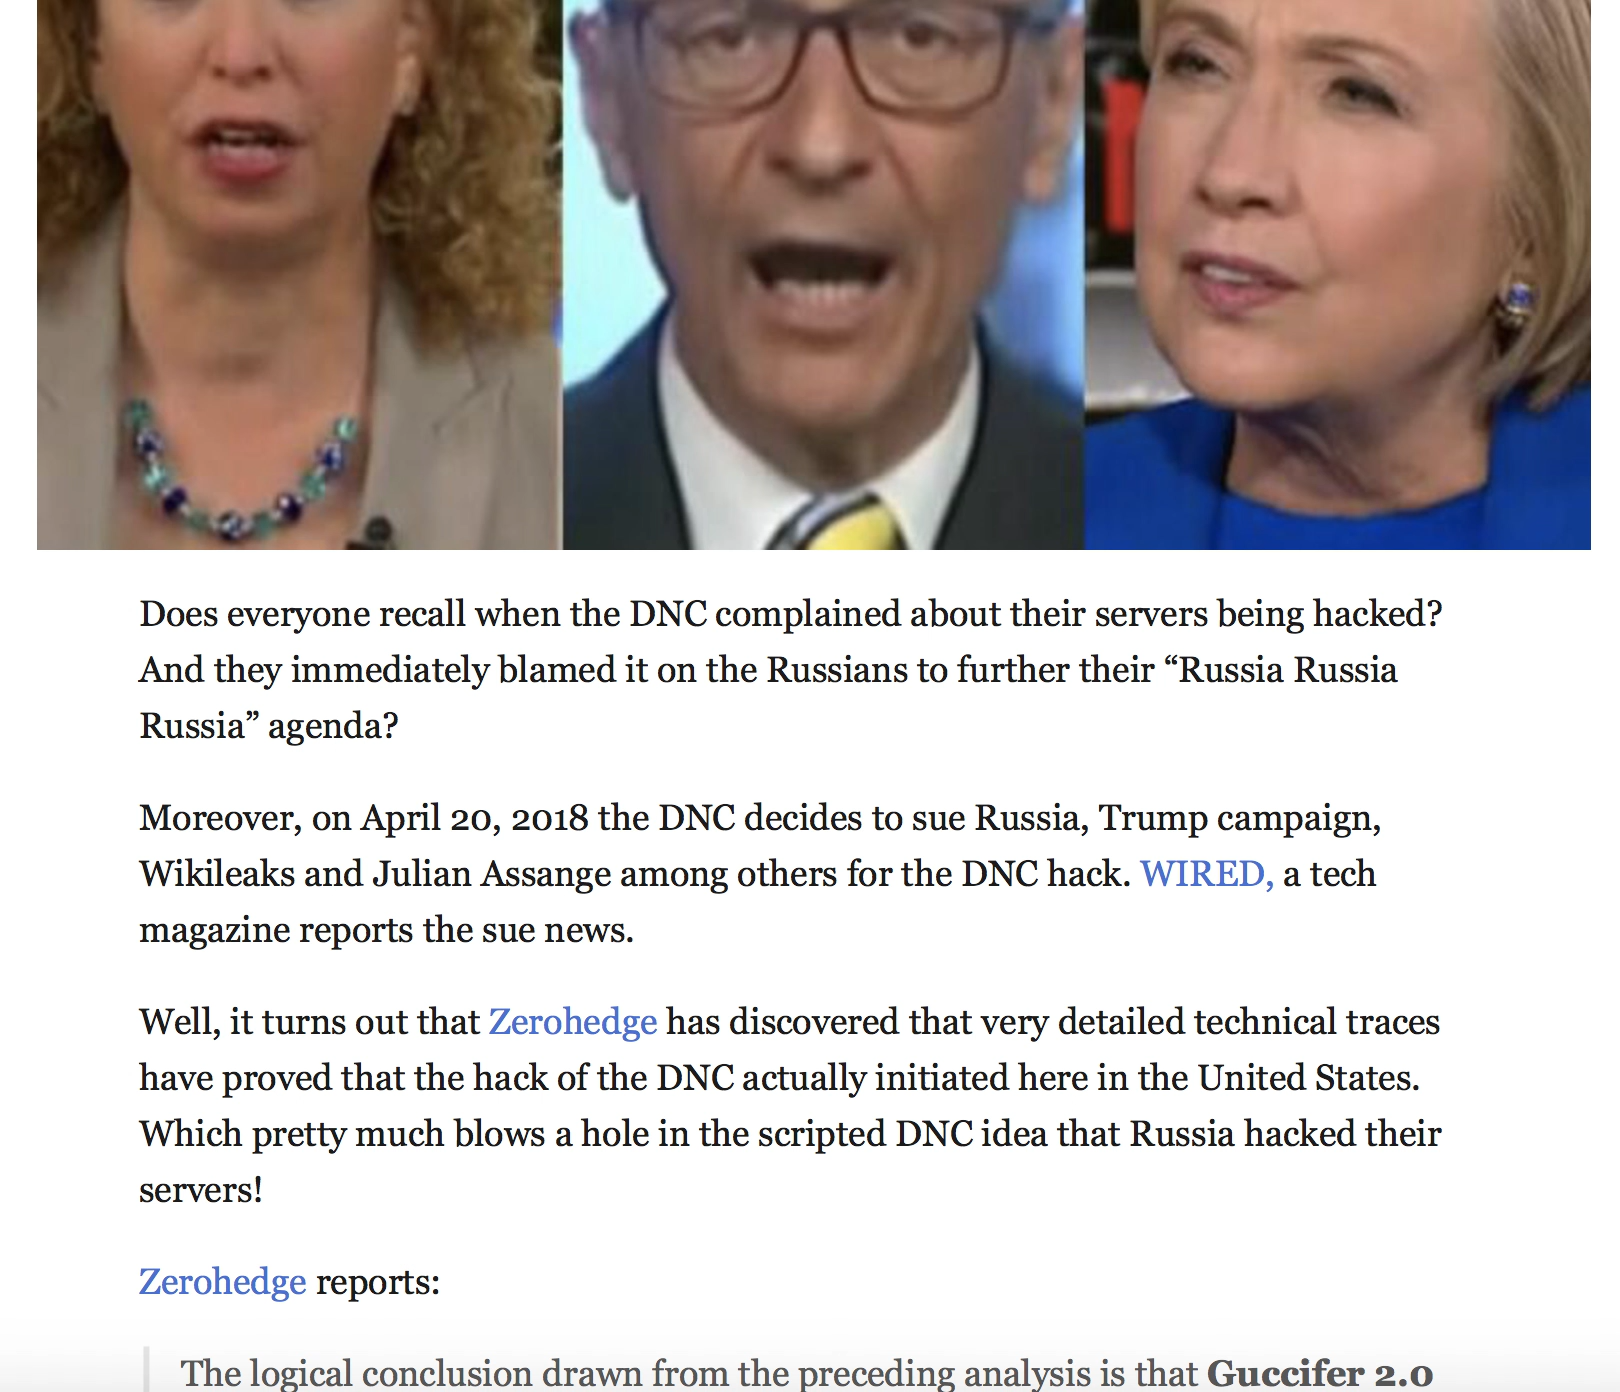 Does everyone recall when the DNC complained about their servers being hacked?
And they immediately blamed it on the Russians to further their “Russia Russia
Russia” agenda?
Moreover, on April 20, 2018 the DNC decides to sue Russia, Trump campaign,
Wikileaks and Julian Assange among others for the DNC hack. WIRED, a tech
magazine reports the sue news.
Well, it turns out that Zerohedge has discovered that very detailed technical traces
have proved that the hack of the DNC actually initiated here in the United States.
Which pretty much blows a hole in the scripted DNC idea that Russia hacked their
servers!
Zerohedge reports:
The logical conclusion drawn from the preceding analysis is that Guccifer 2.0